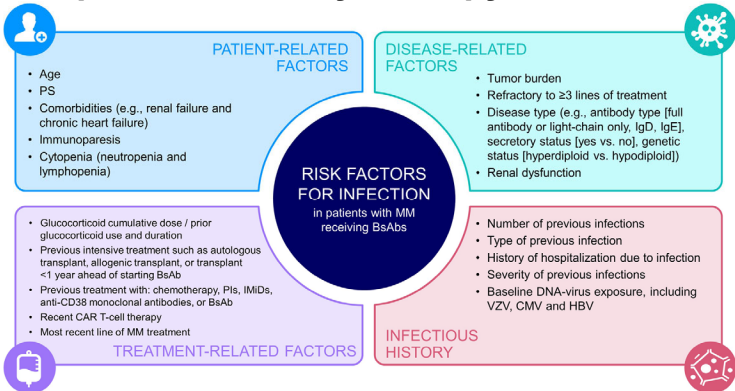 PATIENT-RELATED
FACTORS
• Age
• PS
• Comorbidities (e.g., renal failure and
chronic heart failure)
• Immunoparesis
• Cytopenia (neutropenia and
lymphopenia)
DISEASE-RELATED
FACTORS
• Tumor burden
• Refractory to ≥3 lines of treatment
• Disease type (e.g., antibody type [full
antibody or light-chain only, IgD, IgE],
secretory status [yes vs. no], genetic
status [hyperdiploid vs. hypodiploid])
• Renal dysfunction
RISK FACTORS
FOR INFECTION
in patients with MM
receiving BsAbs
• Glucocorticoid cumulative dose / prior
glucocorticoid use and duration
• Previous intensive treatment such as autologous
transplant, allogenic transplant, or transplant
<1 year ahead of starting BsAb
• Previous treatment with: chemotherapy, PIs, IMiDs,
anti-CD38 monoclonal antibodies, or BsAb
• Recent CAR T-cell therapy
• Most recent line of MM treatment
TREATMENT-RELATED FACTORS
• Number of previous infections
• Type of previous infection
• History of hospitalization due to infection
• Severity of previous infections
• Baseline DNA-virus exposure, including
VZV, CMV and HBV
INFECTIOUS
HISTORY